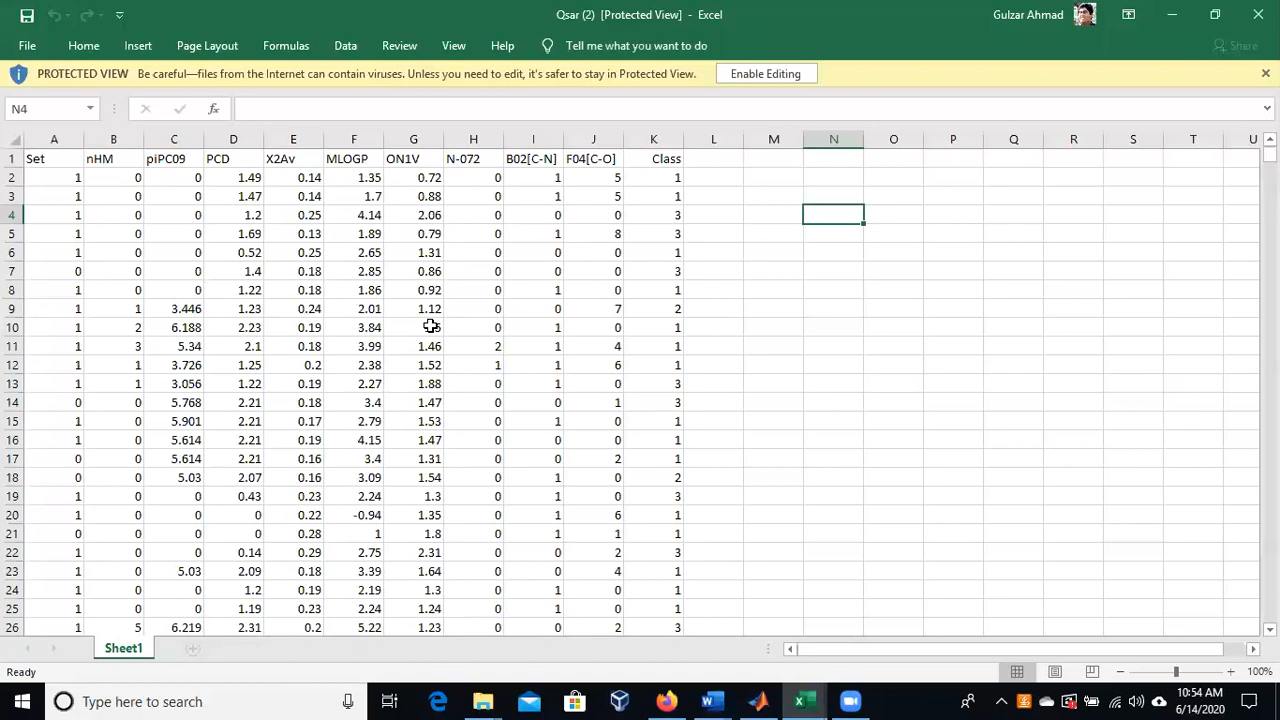 Qsar (2) [Protected View] - Excel
Gulzar Ahmad
File Home Insert Page Layout Formulas Data Review View Help Tell me what you want to do Share
PROTECTED VIEW Be careful—files from the Internet can contain viruses. Unless you need to edit, it's safer to stay in Protected View. Enable Editing
N4 fx
A B C D E F G H I J K L M N O P Q R S T U
1 Set nHM piPC09 PCD X2Av MLOGP ON1V N-072 B02[C-N] F04[C-O] Class
2 1 0 0 1.49 0.14 1.35 0.72 0 1 5 1
3 1 0 0 1.47 0.14 1.7 0.88 0 1 5 1
4 1 0 0 1.2 0.25 4.14 2.06 0 0 0 3
5 1 0 0 1.69 0.13 1.89 0.79 0 1 8 3
6 1 0 0 0.52 0.25 2.65 1.31 0 0 0 1
7 0 0 0 1.4 0.18 2.85 0.86 0 0 0 3
8 1 0 0 1.22 0.18 1.86 0.92 0 1 0 1
9 1 1 3.446 1.23 0.24 2.01 1.12 0 0 7 2
10 1 2 6.188 2.23 0.19 3.84 0 1 0 1
11 1 3 5.34 2.1 0.18 3.99 1.46 2 1 4 1
12 1 1 3.726 1.25 0.2 2.38 1.52 1 1 6 1
13 1 1 3.056 1.22 0.19 2.27 1.88 0 1 0 3
14 0 0 5.768 2.21 0.18 3.4 1.47 0 0 1 3
15 1 0 5.901 2.21 0.17 2.79 1.53 0 1 0 1
16 1 0 5.614 2.21 0.19 4.15 1.47 0 0 0 1
17 0 0 5.614 2.21 0.16 3.4 1.31 0 0 2 1
18 0 0 5.03 2.07 0.16 3.09 1.54 0 1 0 2
19 1 0 0 0.43 0.23 2.24 1.3 0 1 0 3
20 1 0 0 0 0.22 -0.94 1.35 0 1 6 1
21 0 0 0 0 0.28 1 1.8 0 1 1 1
22 1 0 0 0.14 0.29 2.75 2.31 0 0 2 3
23 1 0 5.03 2.09 0.18 3.39 1.64 0 0 4 1
24 1 0 0 1.2 0.19 2.19 1.3 0 1 0 1
25 1 0 0 1.19 0.23 2.24 1.24 0 1 0 1
26 1 5 6.219 2.31 0.2 5.22 1.23 0 0 2 3
Sheet1
Ready 100%
Type here to search
10:54 AM
6/14/2020